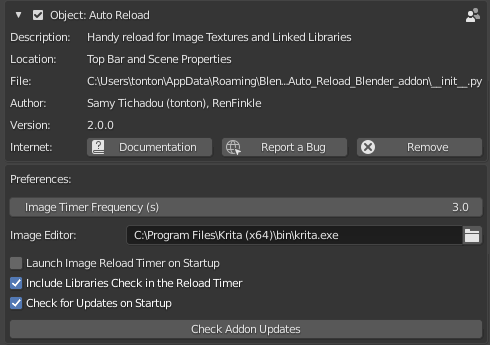 Object: Auto Reload
Description: Handy reload for Image Textures and Linked Libraries
Location: Top Bar and Scene Properties
File: C:\Users\tonton\AppData\Roaming\Blen...Auto_Reload_Blender_addon\__init__.py
Author: Samy Tichadou (tonton), RenFinkle
Version: 2.0.0
Internet: Documentation Report a Bug Remove
Preferences:
Image Timer Frequency (s) 3.0
Image Editor: C:\Program Files\Krita (x64)\bin\krita.exe
Launch Image Reload Timer on Startup
Include Libraries Check in the Reload Timer
Check for Updates on Startup
Check Addon Updates